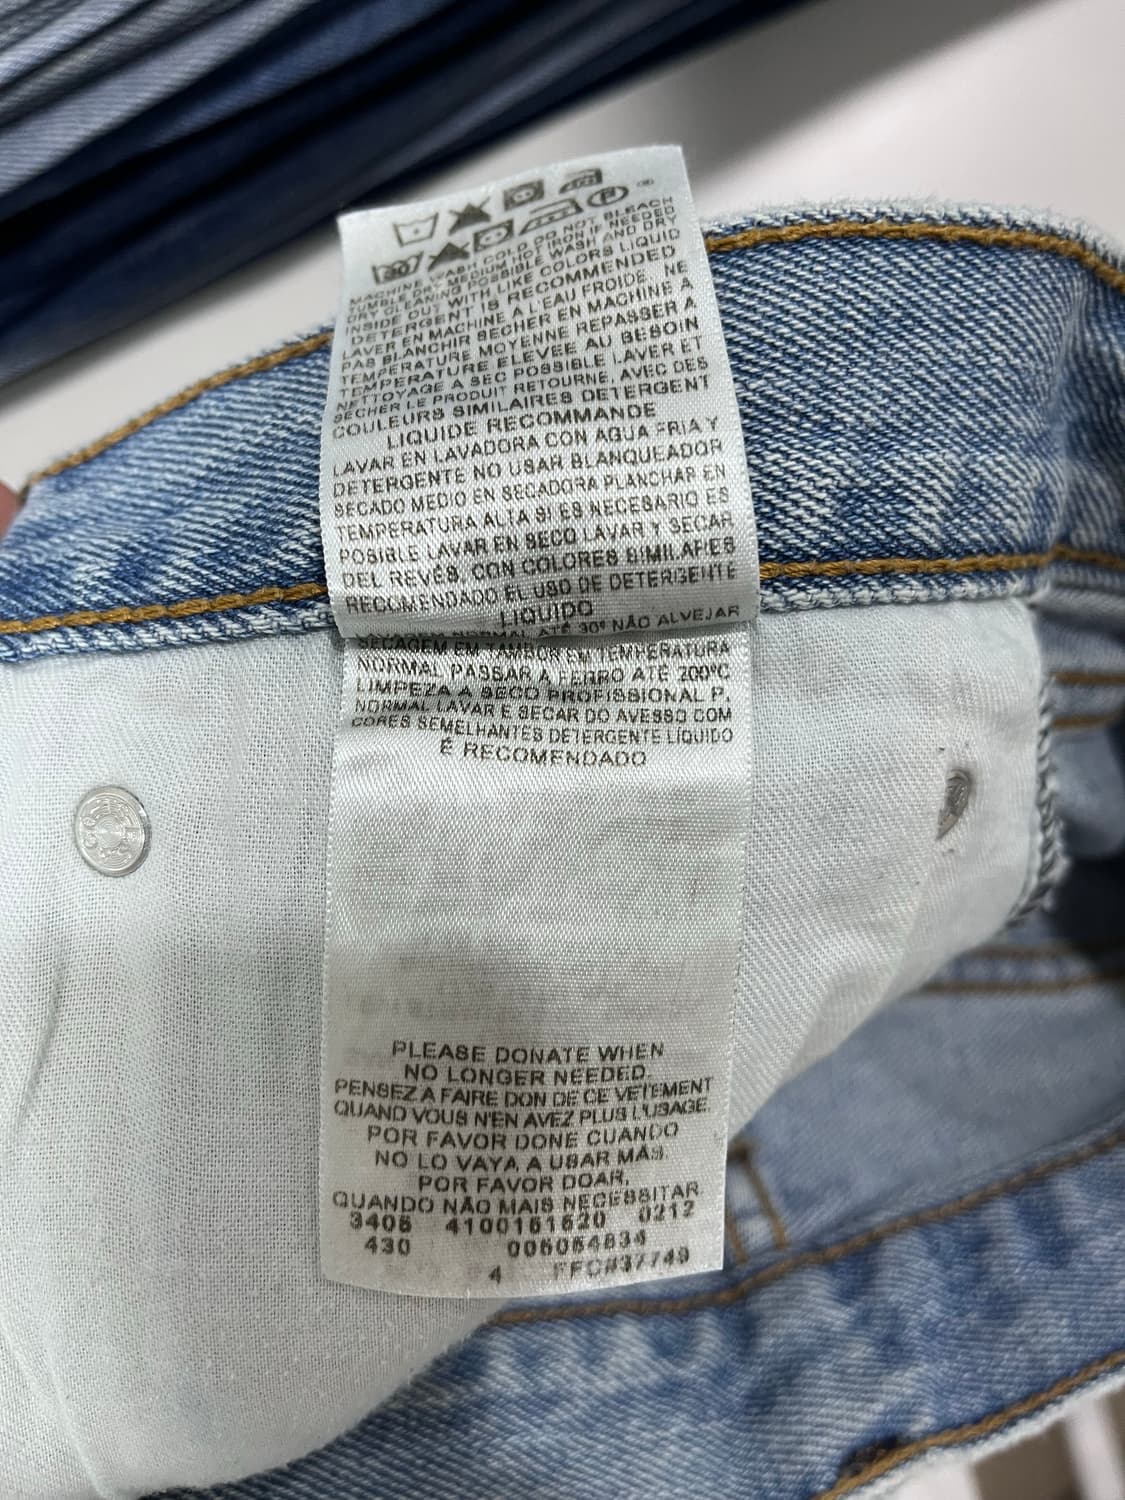 30
P
MACHINE WASH COLD DO NOT BLEACH
TUMBLE DRY MEDIUM HOT IRON IF NEEDED
DRY CLEANING POSSIBLE WASH AND DRY
INSIDE OUT WITH LIKE COLORS LIQUID
DETERGENT IS RECOMMENDED
LAVER EN MACHINE A L'EAU FROIDE. NE
PAS BLANCHIR SECHER EN MACHINE A
TEMPERATURE MOYENNE REPASSER A
TEMPERATURE ELEVEE AU BESOIN
NETTOYAGE A SEC POSSIBLE LAVER ET
SECHER LE PRODUIT RETOURNE, AVEC DES
COULEURS SIMILAIRES DETERGENT
LIQUIDE RECOMMANDE
LAVAR EN LAVADORA CON AGUA FRIA Y
DETERGENTE NO USAR BLANQUEADOR
SECADO MEDIO EN SECADORA PLANCHAR EN
TEMPERATURA ALTA SI ES NECESARIO ES
POSIBLE LAVAR EN SECO LAVAR Y SECAR
DEL REVÉS, CON COLORES SIMILARES
RECOMENDADO EL USO DE DETERGENTE
LIQUIDO
NORMAL ATÉ 30º NÃO ALVEJAR
SECAGEM EM TAMBOR EM TEMPERATURA
NORMAL PASSAR A FERRO ATÉ 200ºC
LIMPEZA A SECO PROFISSIONAL P.
NORMAL LAVAR E SECAR DO AVESSO COM
CORES SEMELHANTES DETERGENTE LÍQUIDO
É RECOMENDADO
PLEASE DONATE WHEN
NO LONGER NEEDED.
PENSEZ A FAIRE DON DE CE VETEMENT
QUAND VOUS N'EN AVEZ PLUS L'USAGE.
POR FAVOR DONE CUANDO
NO LO VAYA A USAR MÁS.
POR FAVOR DOAR,
QUANDO NÃO MAIS NECESSITAR.
3406 4100161620 0212
430 006064834
4 FFC#37749